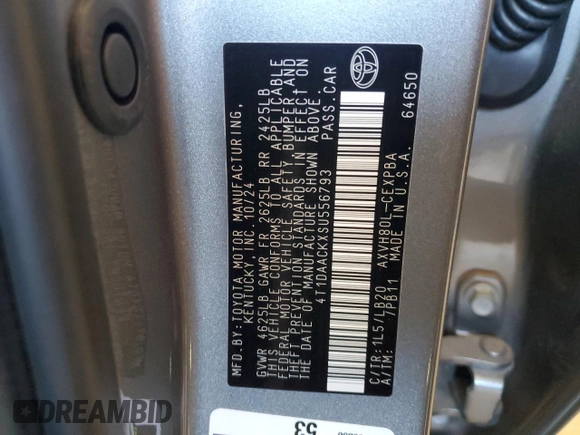 MFD. BY:TOYOTA MOTOR MANUFACTURING,
KENTUCKY, INC. 10/24
GVWR 4625LB GAWR FR 2625LB RR 2425LB
THIS VEHICLE CONFORMS TO ALL APPLICABLE
FEDERAL MOTOR VEHICLE SAFETY, BUMPER, AND
THEFT PREVENTION STANDARDS IN EFFECT ON
THE DATE OF MANUFACTURE SHOWN ABOVE.
4T1DAACKXSU556793 PASS.CAR
C/TR:1L5/LB20 AXVH80L-CEXPBA
A/TM: /PB11 MADE IN U.S.A.
64650
53
DREAMBID